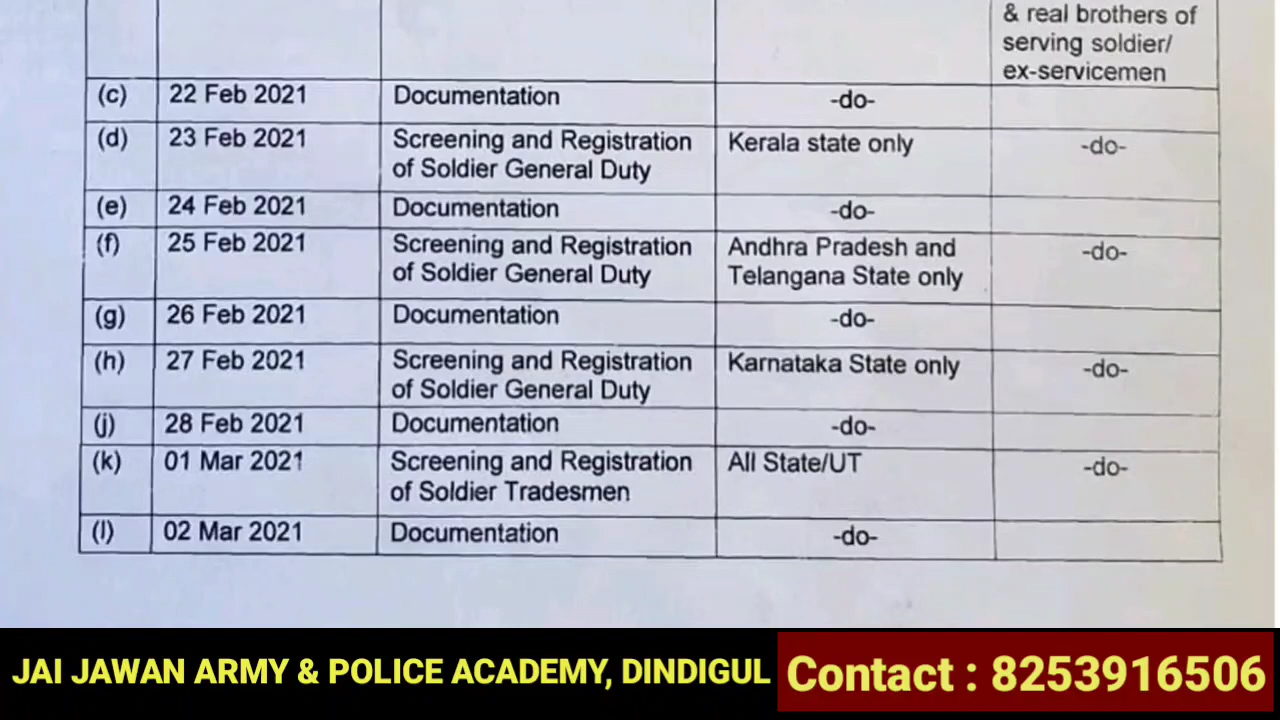 & real brothers of
serving soldier/
ex-servicemen
(c) 22 Feb 2021 Documentation -do-
(d) 23 Feb 2021 Screening and Registration Kerala state only -do-
of Soldier General Duty
(e) 24 Feb 2021 Documentation -do-
(f) 25 Feb 2021 Screening and Registration Andhra Pradesh and -do-
of Soldier General Duty Telangana State only
(g) 26 Feb 2021 Documentation -do-
(h) 27 Feb 2021 Screening and Registration Karnataka State only -do-
of Soldier General Duty
(j) 28 Feb 2021 Documentation -do-
(k) 01 Mar 2021 Screening and Registration All State/UT -do-
of Soldier Tradesmen
(l) 02 Mar 2021 Documentation -do-
JAI JAWAN ARMY & POLICE ACADEMY, DINDIGUL Contact : 8253916506